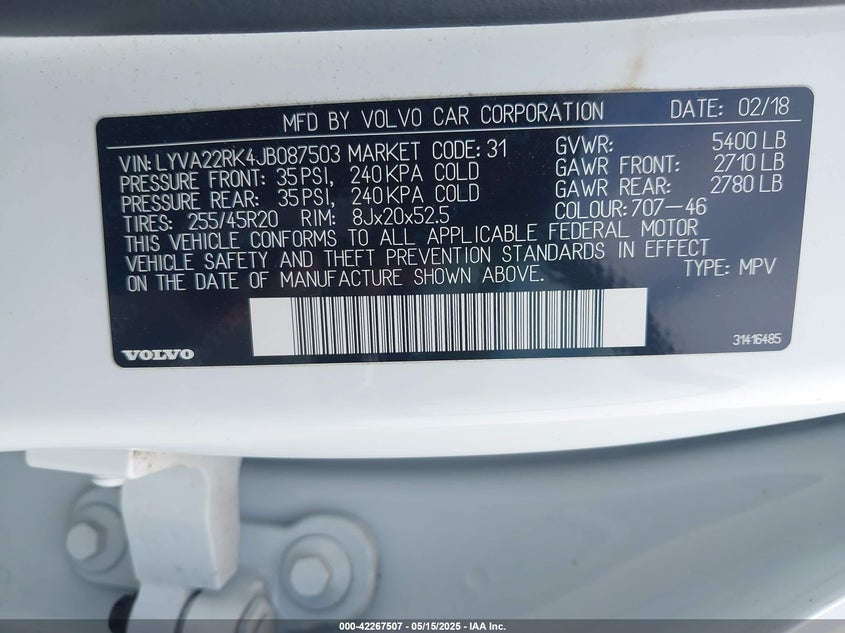 MFD BY VOLVO CAR CORPORATION DATE: 02/18
VIN: LYVA22RK4JB087503 MARKET CODE: 31 GVWR: 5400 LB
PRESSURE FRONT: 35 PSI, 240 KPA COLD GAWR FRONT: 2710 LB
PRESSURE REAR: 35 PSI, 240 KPA COLD GAWR REAR: 2780 LB
TIRES: 255/45R20 RIM: 8Jx20x52.5 COLOUR: 707-46
THIS VEHICLE CONFORMS TO ALL APPLICABLE FEDERAL MOTOR
VEHICLE SAFETY AND THEFT PREVENTION STANDARDS IN EFFECT
ON THE DATE OF MANUFACTURE SHOWN ABOVE. TYPE: MPV
VOLVO 31416485
000-42267507 - 05/15/2025 - IAA Inc.